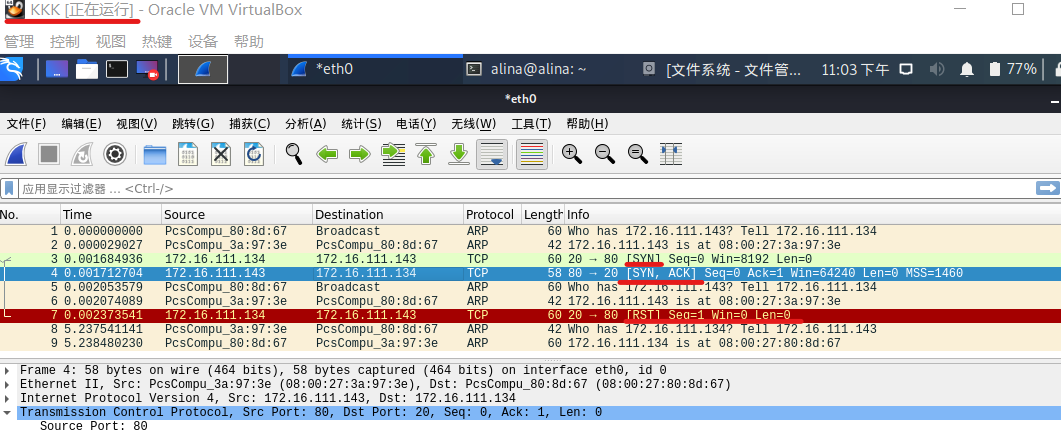 KKK [正在运行] - Oracle VM VirtualBox
管理 控制 视图 热键 设备 帮助
*eth0 alina@alina: ~ [文件系统 - 文件管... 11:03 下午 77%
*eth0
文件(F) 编辑(E) 视图(V) 跳转(G) 捕获(C) 分析(A) 统计(S) 电话(Y) 无线(W) 工具(T) 帮助(H)
应用显示过滤器 … <Ctrl-/>
No. Time Source Destination Protocol Length Info
1 0.000000000 PcsCompu_80:8d:67 Broadcast ARP 60 Who has 172.16.111.143? Tell 172.16.111.134
2 0.000029027 PcsCompu_3a:97:3e PcsCompu_80:8d:67 ARP 42 172.16.111.143 is at 08:00:27:3a:97:3e
3 0.001684936 172.16.111.134 172.16.111.143 TCP 60 20 → 80 [SYN] Seq=0 Win=8192 Len=0
4 0.001712704 172.16.111.143 172.16.111.134 TCP 58 80 → 20 [SYN, ACK] Seq=0 Ack=1 Win=64240 Len=0 MSS=1460
5 0.002053579 PcsCompu_80:8d:67 Broadcast ARP 60 Who has 172.16.111.143? Tell 172.16.111.134
6 0.002074089 PcsCompu_3a:97:3e PcsCompu_80:8d:67 ARP 42 172.16.111.143 is at 08:00:27:3a:97:3e
7 0.002373541 172.16.111.134 172.16.111.143 TCP 60 20 → 80 [RST] Seq=1 Win=0 Len=0
8 5.237541141 PcsCompu_3a:97:3e PcsCompu_80:8d:67 ARP 42 Who has 172.16.111.134? Tell 172.16.111.143
9 5.238480230 PcsCompu_80:8d:67 PcsCompu_3a:97:3e ARP 60 172.16.111.134 is at 08:00:27:80:8d:67
Frame 4: 58 bytes on wire (464 bits), 58 bytes captured (464 bits) on interface eth0, id 0
Ethernet II, Src: PcsCompu_3a:97:3e (08:00:27:3a:97:3e), Dst: PcsCompu_80:8d:67 (08:00:27:80:8d:67)
Internet Protocol Version 4, Src: 172.16.111.143, Dst: 172.16.111.134
Transmission Control Protocol, Src Port: 80, Dst Port: 20, Seq: 0, Ack: 1, Len: 0
Source Port: 80